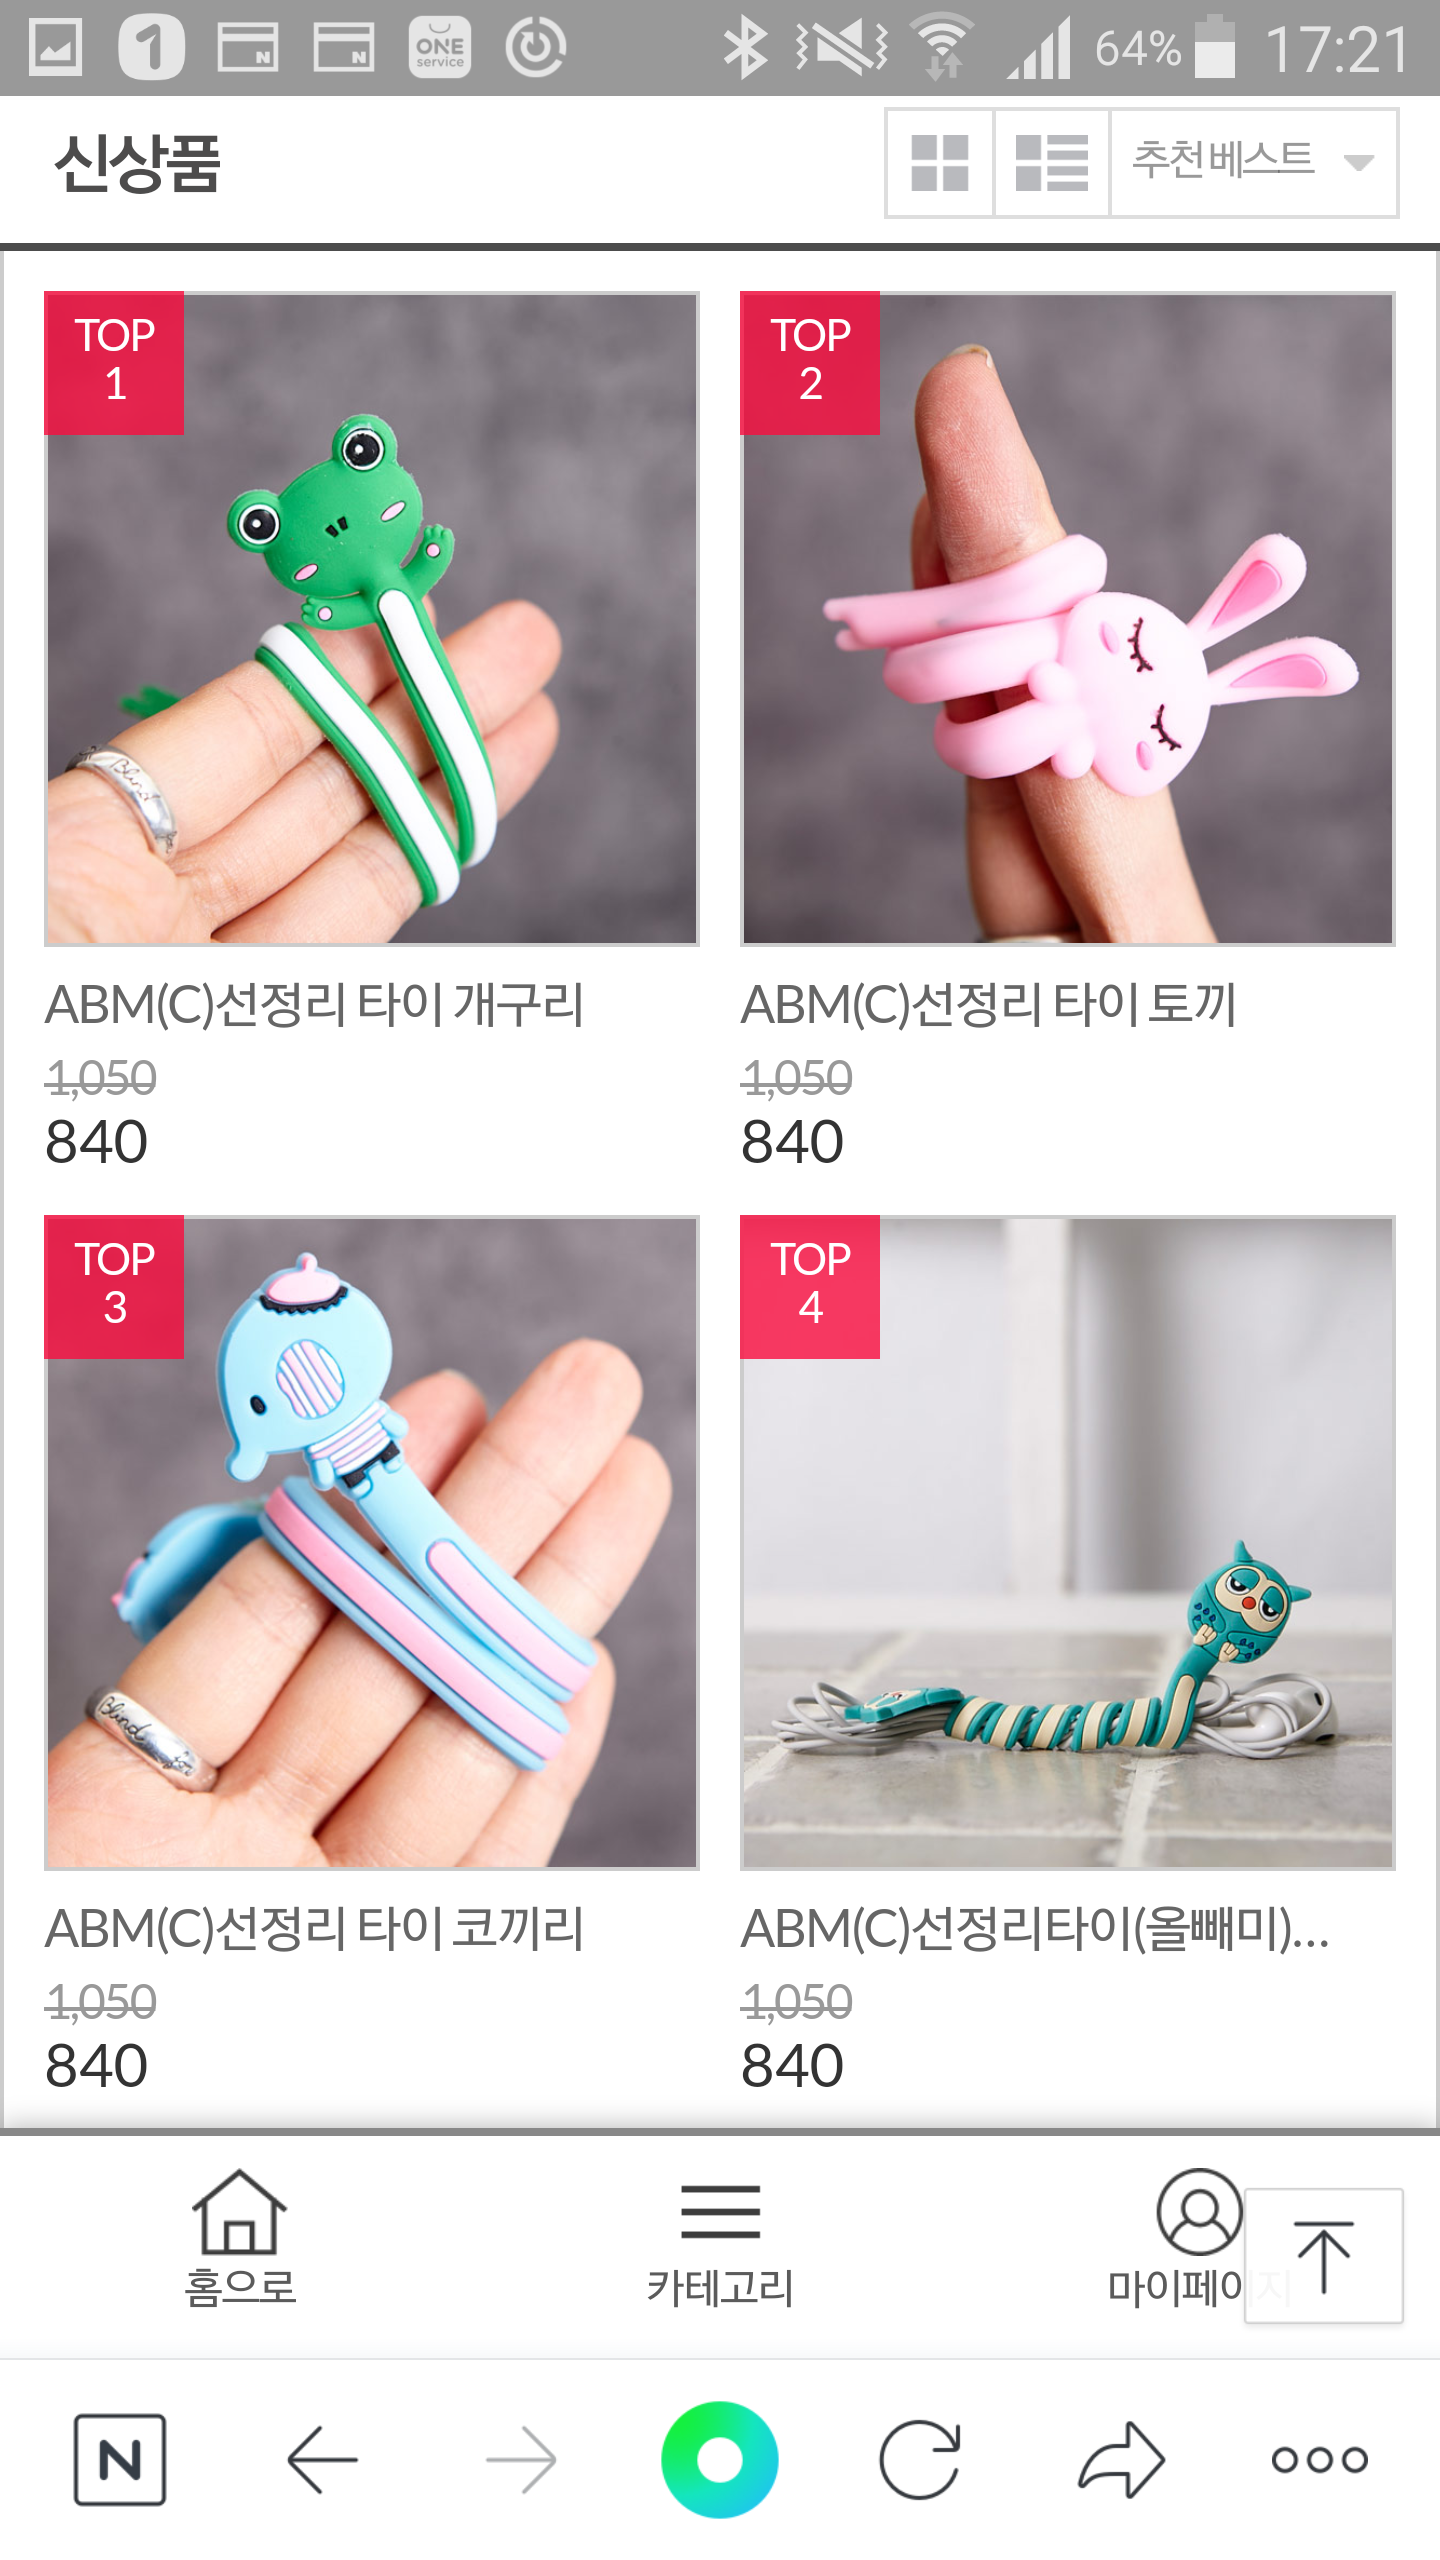 ONE
service
64%
17:21
신상품
추천 베스트
TOP
1
TOP
2
Blind
ABM(C)선정리 타이 개구리
1,050
840
ABM(C)선정리 타이 토끼
1,050
840
TOP
3
TOP
4
Blind
ABM(C)선정리 타이 코끼리
1,050
840
ABM(C)선정리타이(올빼미)...
1,050
840
홈으로
카테고리
마이페이지
N